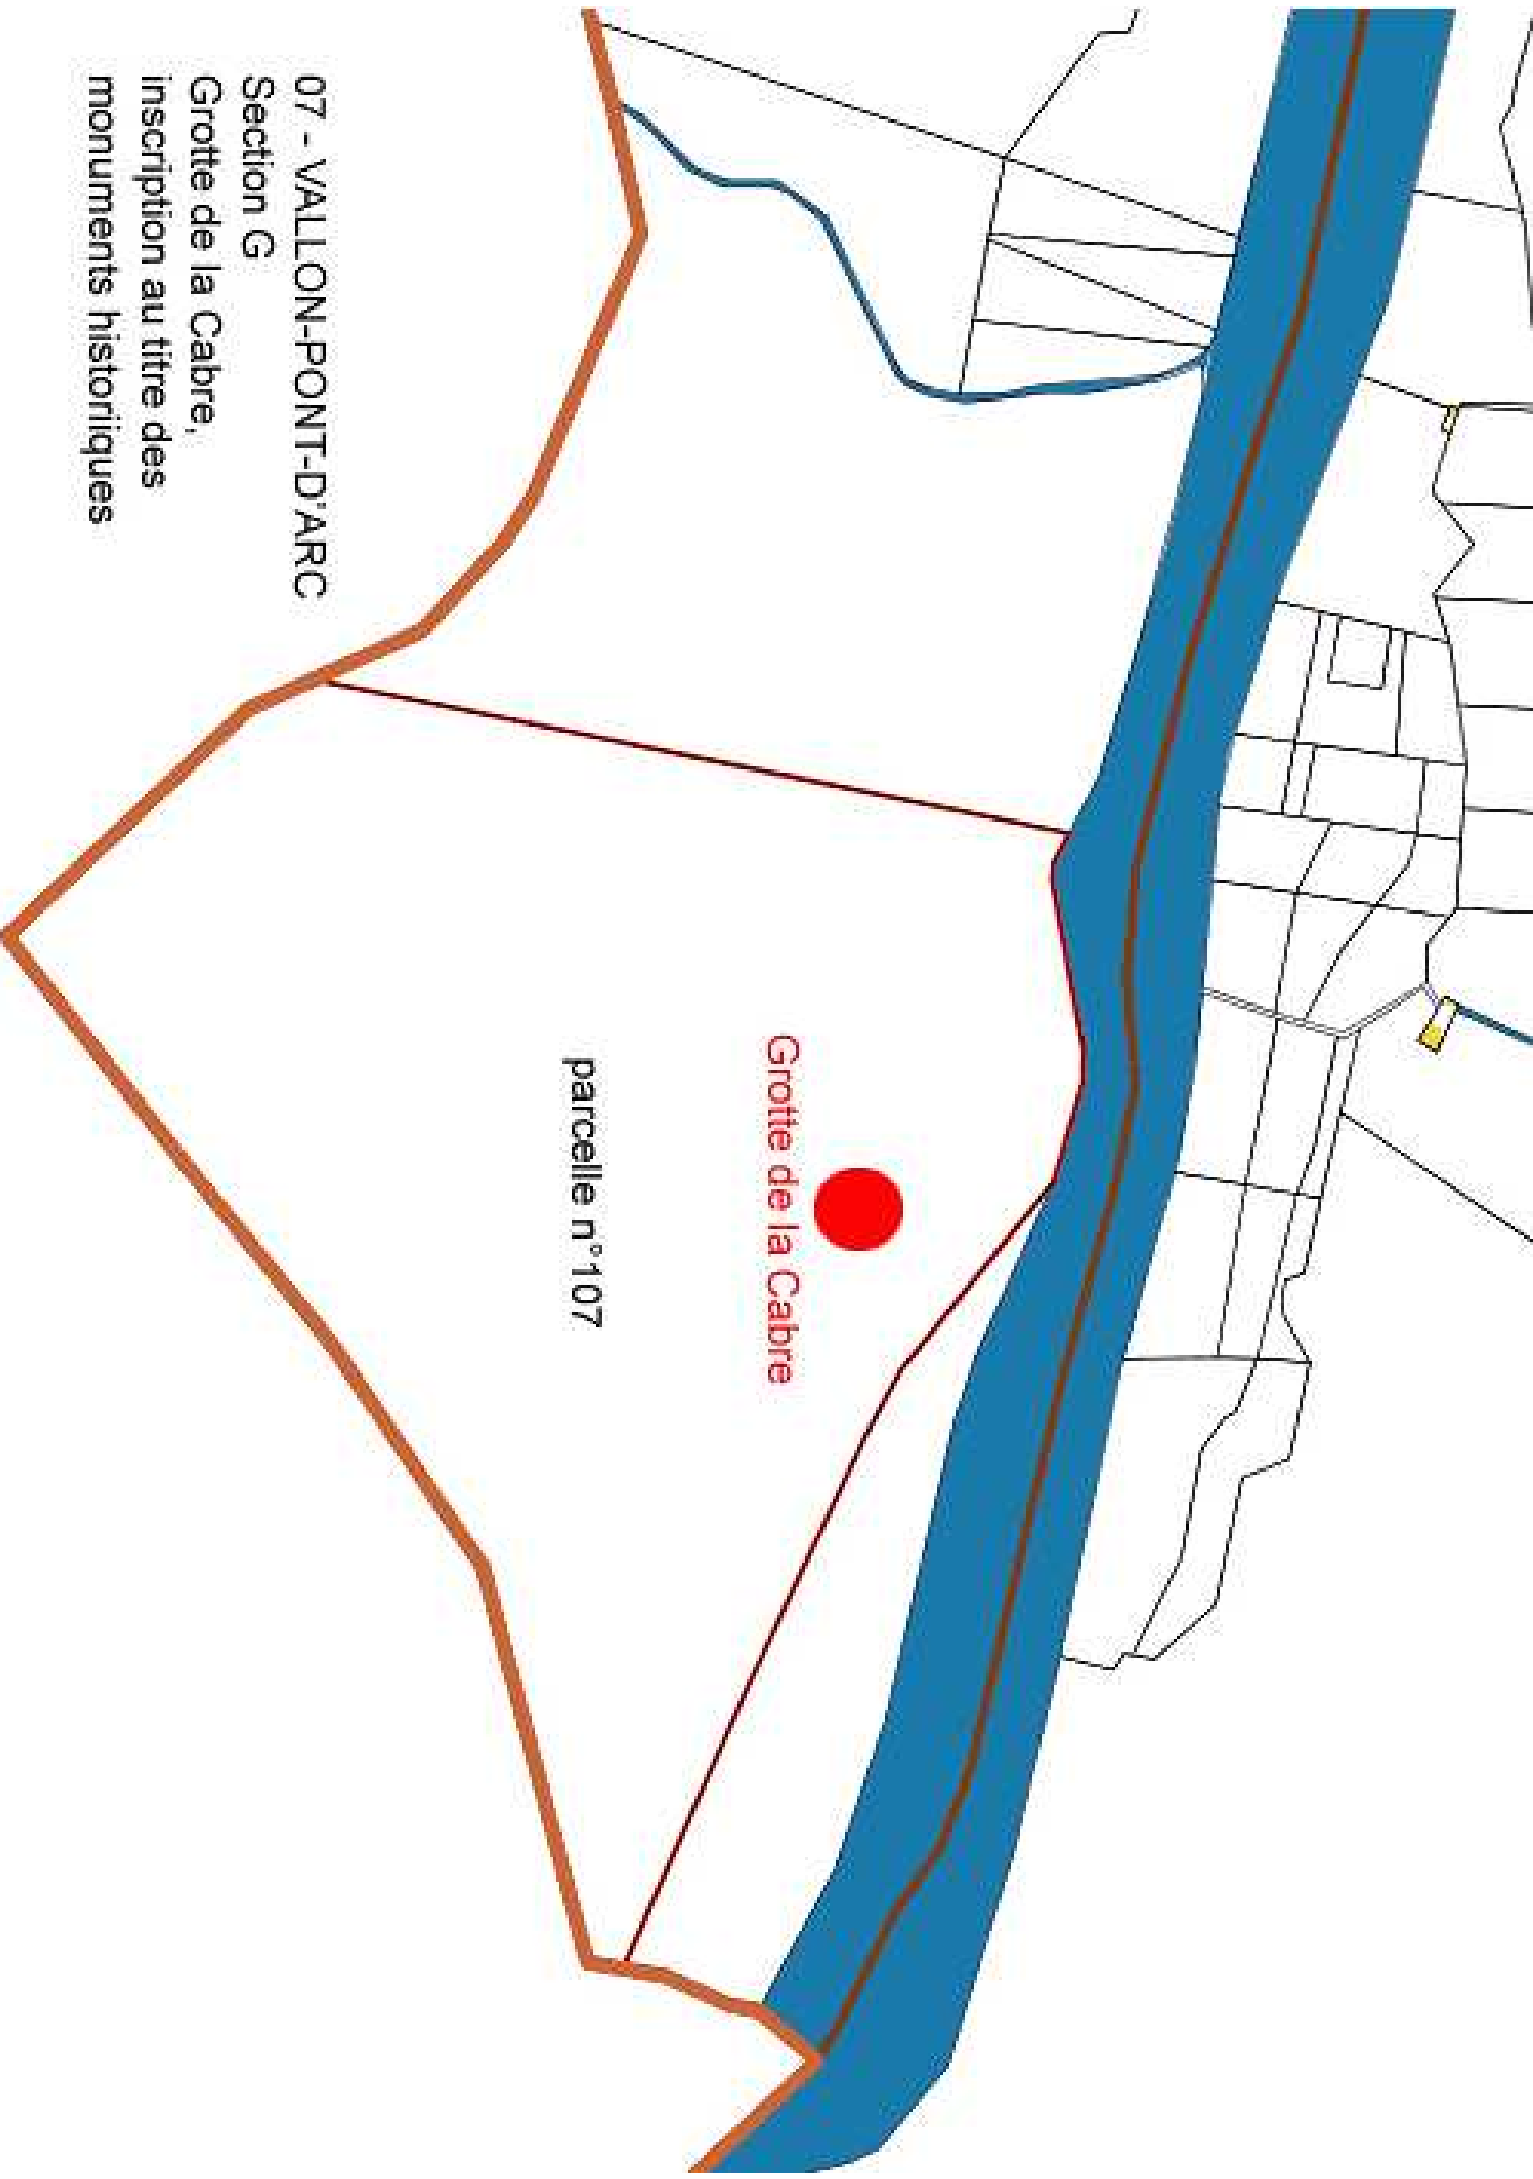 07 - VALLON-PONT-D'ARC
Section G
Grotte de la Cabre,
inscription au titre des
monuments historiiques
Grotte de la Cabre
parcelle n°107